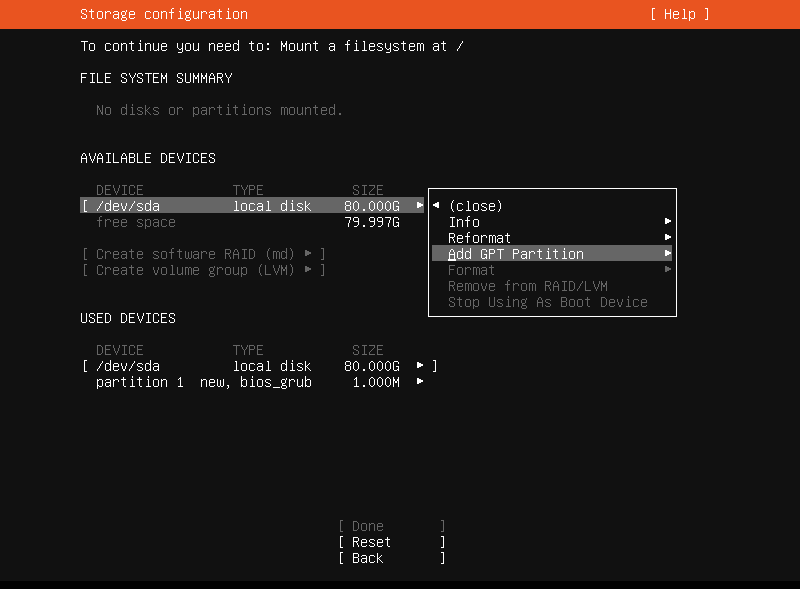 Storage configuration [ Help ]
To continue you need to: Mount a filesystem at /
FILE SYSTEM SUMMARY
No disks or partitions mounted.
AVAILABLE DEVICES
DEVICE TYPE SIZE
[ /dev/sda local disk 80.000G ▸
free space 79.997G
[ Create software RAID (md) ▸ ]
[ Create volume group (LVM) ▸ ]
◂ (close)
Info ▸
Reformat ▸
Add GPT Partition ▸
Format ▸
Remove from RAID/LVM
Stop Using As Boot Device
USED DEVICES
DEVICE TYPE SIZE
[ /dev/sda local disk 80.000G ▸ ]
partition 1 new, bios_grub 1.000M ▸
[ Done ]
[ Reset ]
[ Back ]